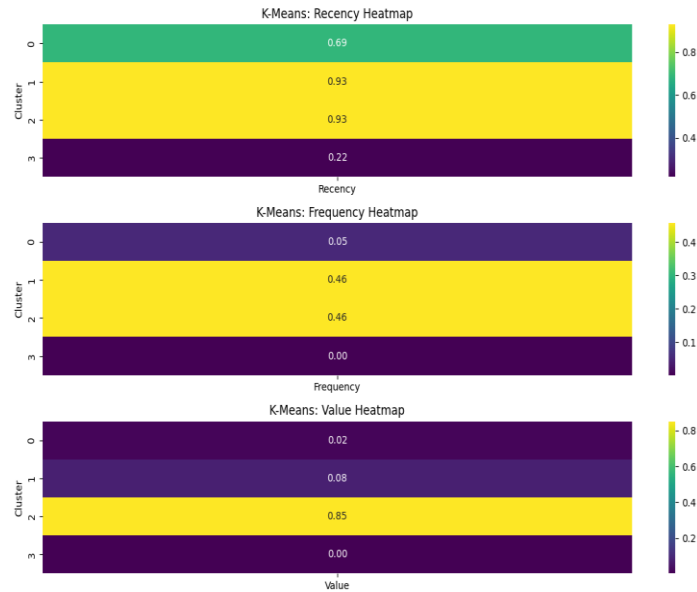 K-Means: Recency Heatmap
0 0.69 0.8
1 0.93 0.6
Cluster
2 0.93 0.4
3 0.22
Recency
K-Means: Frequency Heatmap
0 0.05 0.4
1 0.46 0.3
Cluster
2 0.46 0.2
3 0.00 0.1
Frequency
K-Means: Value Heatmap
0 0.02 0.8
1 0.08 0.6
Cluster
2 0.85 0.4
3 0.00 0.2
Value